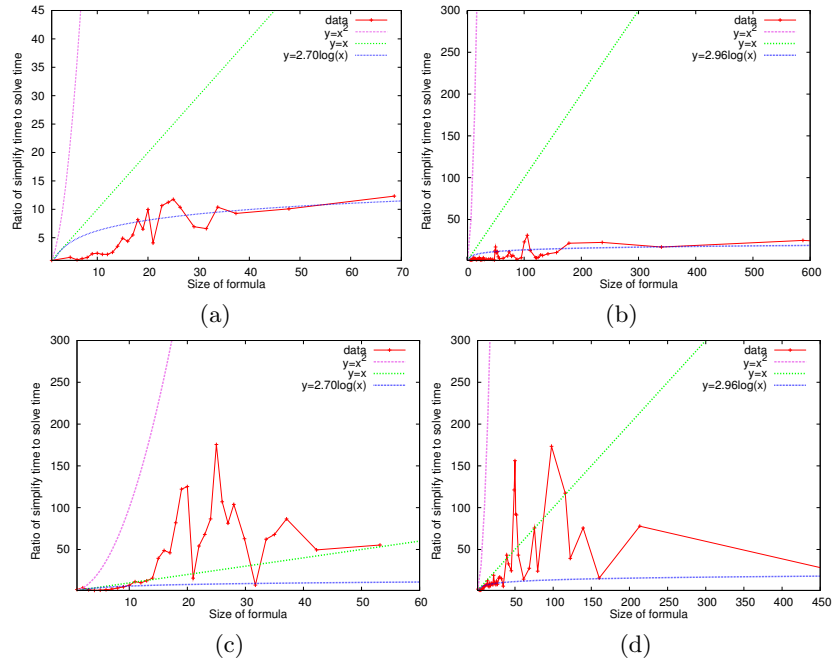 45
40
35
30
25
20
15
10
5
10
20
30
40
50
60
70
Ratio of simplify time to solve time
Size of formula
data
y=x²
y=x
y=2.70log(x)
(a)
300
250
200
150
100
50
0
100
200
300
400
500
600
Ratio of simplify time to solve time
Size of formula
data
y=x²
y=x
y=2.96log(x)
(b)
300
250
200
150
100
50
10
20
30
40
50
60
Ratio of simplify time to solve time
Size of formula
data
y=x²
y=x
y=2.70log(x)
(c)
300
250
200
150
100
50
50
100
150
200
250
300
350
400
450
Ratio of simplify time to solve time
Size of formula
data
y=x²
y=x
y=2.96log(x)
(d)